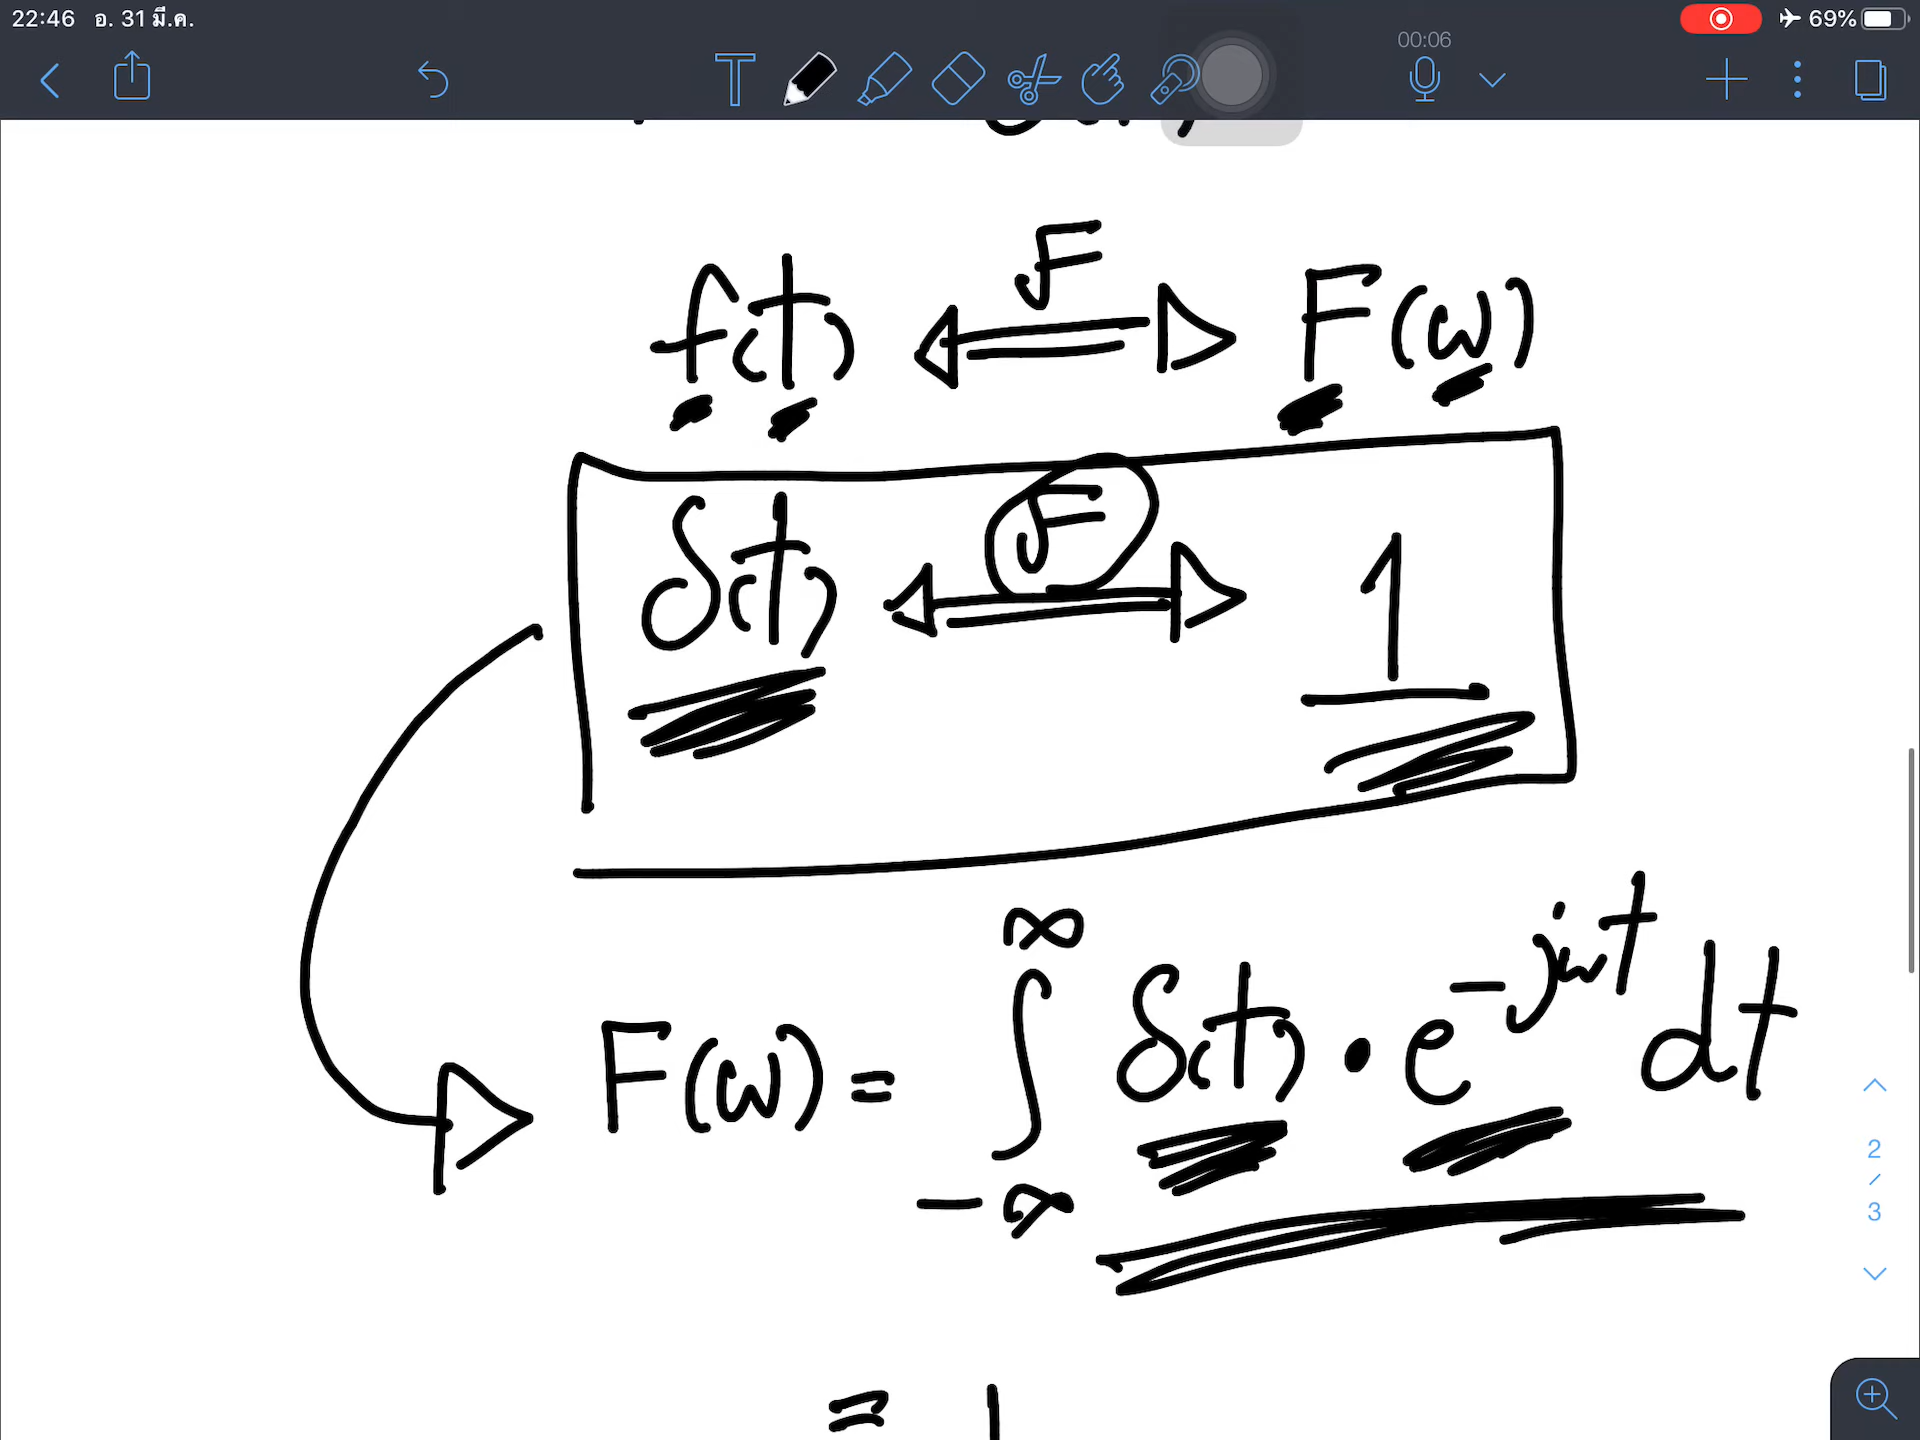 22:46 อ. 31 มี.ค. 69%
00:06
T
f(t) ⟺ F(ω)
ℱ
δ(t) ⟺ 1
ℱ
F(ω) = ∫_{-∞}^{∞} δ(t) • e^{-jωt} dt
2
/
3
= 1